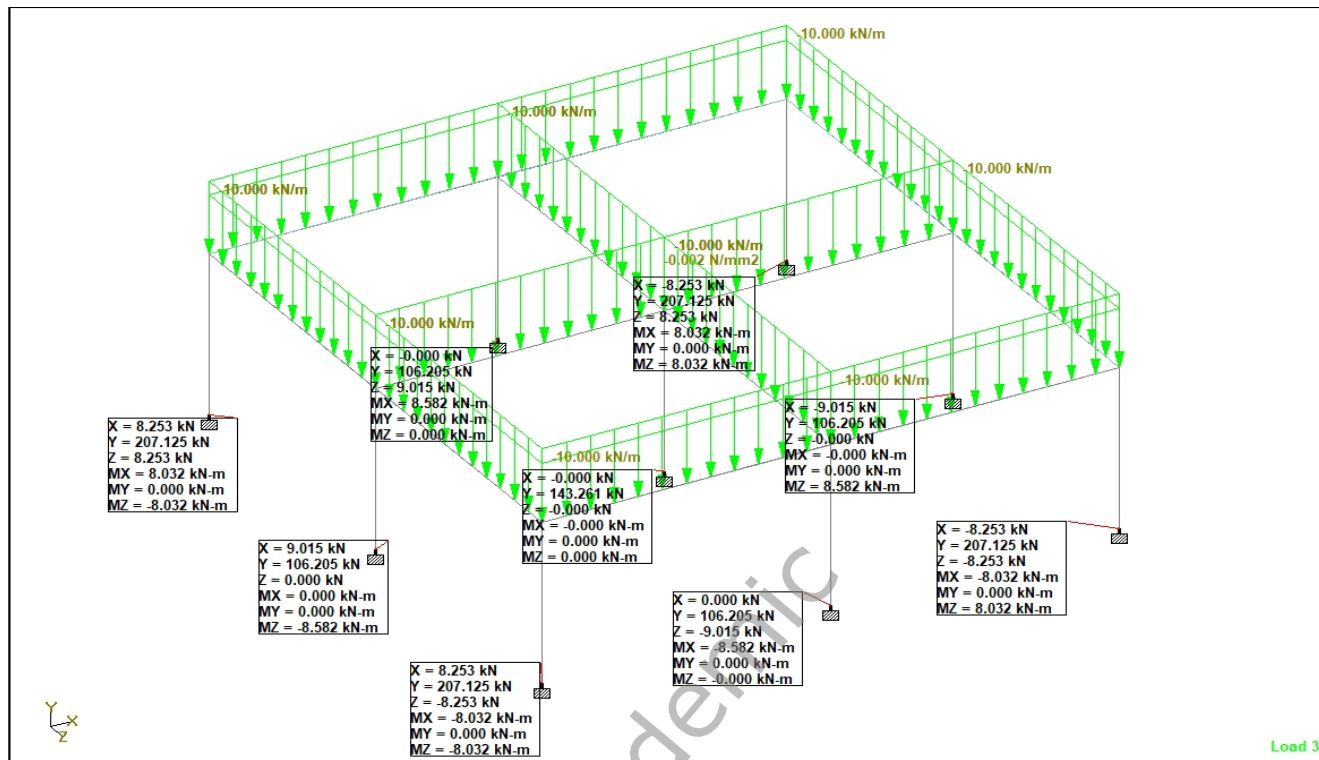 -10.000 kN/m
-10.000 kN/m
-10.000 kN/m
-10.000 kN/m
-10.000 kN/m
-0.002 N/mm2
-10.000 kN/m
-10.000 kN/m
-10.000 kN/m
X = -8.253 kN
Y = 207.125 kN
Z = 8.253 kN
MX = 8.032 kN-m
MY = 0.000 kN-m
MZ = 8.032 kN-m
X = -0.000 kN
Y = 106.205 kN
Z = 9.015 kN
MX = 8.582 kN-m
MY = 0.000 kN-m
MZ = 0.000 kN-m
X = -9.015 kN
Y = 106.205 kN
Z = -0.000 kN
MX = -0.000 kN-m
MY = 0.000 kN-m
MZ = 8.582 kN-m
X = 8.253 kN
Y = 207.125 kN
Z = 8.253 kN
MX = 8.032 kN-m
MY = 0.000 kN-m
MZ = -8.032 kN-m
X = -0.000 kN
Y = 143.261 kN
Z = -0.000 kN
MX = -0.000 kN-m
MY = 0.000 kN-m
MZ = 0.000 kN-m
X = -8.253 kN
Y = 207.125 kN
Z = -8.253 kN
MX = -8.032 kN-m
MY = 0.000 kN-m
MZ = 8.032 kN-m
X = 9.015 kN
Y = 106.205 kN
Z = 0.000 kN
MX = 0.000 kN-m
MY = 0.000 kN-m
MZ = -8.582 kN-m
X = 0.000 kN
Y = 106.205 kN
Z = -9.015 kN
MX = -8.582 kN-m
MY = 0.000 kN-m
MZ = -0.000 kN-m
X = 8.253 kN
Y = 207.125 kN
Z = -8.253 kN
MX = -8.032 kN-m
MY = 0.000 kN-m
MZ = -8.032 kN-m
demic
Y
X
Z
Load 3